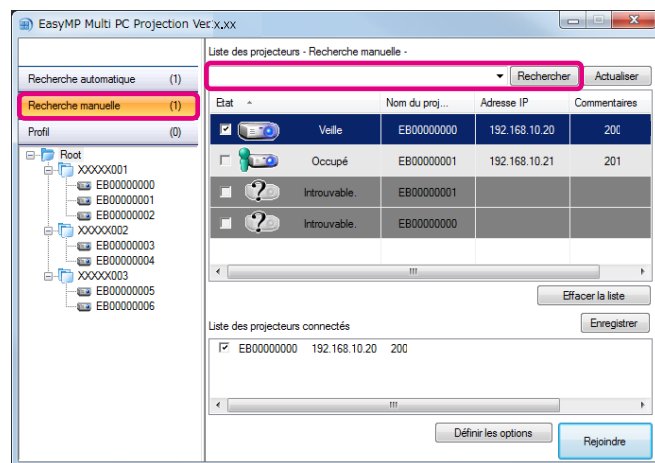 EasyMP Multi PC Projection Ver.x.xx
Liste des projecteurs - Recherche manuelle -
Rechercher Actualiser
Recherche automatique (1)
Recherche manuelle (1)
Profil (0)
Root
XXXXX001
EB00000000
EB00000001
EB00000002
XXXXX002
EB00000003
EB00000004
XXXXX003
EB00000005
EB00000006
Etat Nom du proj... Adresse IP Commentaires
Veille EB00000000 192.168.10.20 200
Occupé EB00000001 192.168.10.21 201
Introuvable. EB00000001
Introuvable. EB00000000
Effacer la liste
Liste des projecteurs connectés
Enregistrer
EB00000000 192.168.10.20 200
Définir les options
Rejoindre